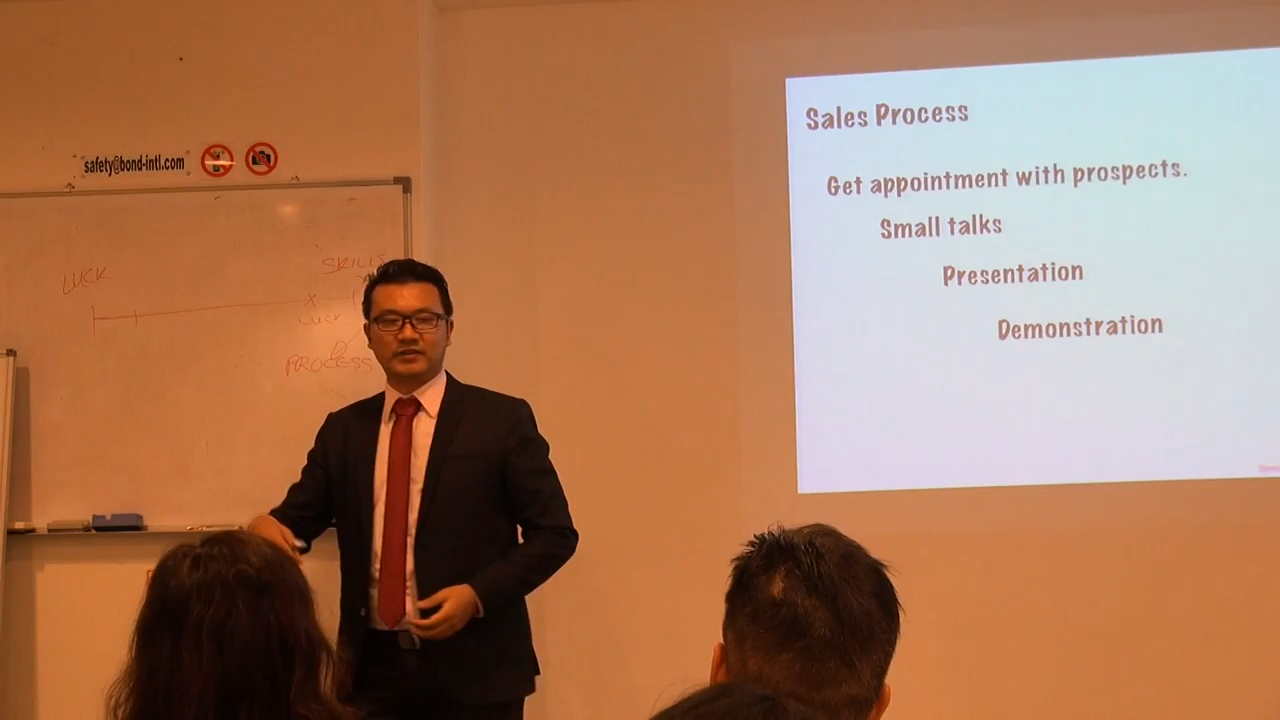 safety@bond-intl.com
LUCK
SKILLS
LUCK
PROCESS
Sales Process
Get appointment with prospects.
Small talks
Presentation
Demonstration